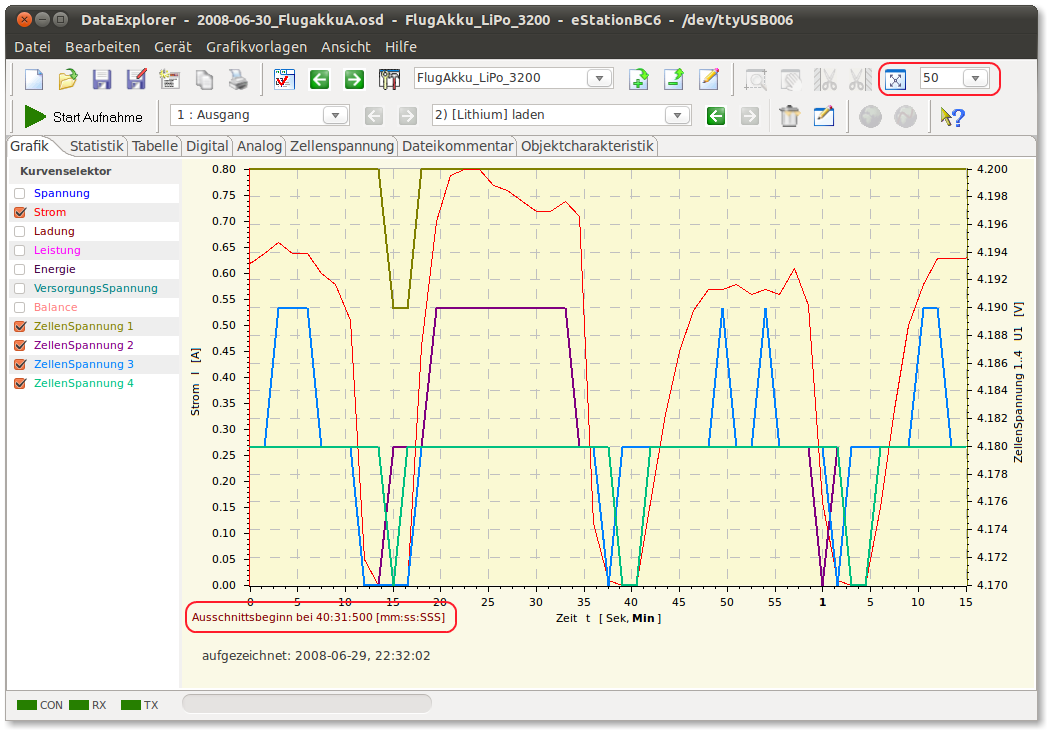 DataExplorer - 2008-06-30_FlugakkuA.osd - FlugAkku_LiPo_3200 - eStationBC6 - /dev/ttyUSB006
Datei Bearbeiten Gerät Grafikvorlagen Ansicht Hilfe
FlugAkku_LiPo_3200 50
Start Aufnahme 1 : Ausgang 2) [Lithium] laden
Grafik Statistik Tabelle Digital Analog Zellenspannung Dateikommentar Objektcharakteristik
Kurvenselektor
Spannung
Strom
Ladung
Leistung
Energie
VersorgungsSpannung
Balance
ZellenSpannung 1
ZellenSpannung 2
ZellenSpannung 3
ZellenSpannung 4
Strom I [A]
0.80
0.75
0.70
0.65
0.60
0.55
0.50
0.45
0.40
0.35
0.30
0.25
0.20
0.15
0.10
0.05
0.00
4.200
4.198
4.196
4.194
4.192
4.190
4.188
4.186
4.184
4.182
4.180
4.178
4.176
4.174
4.172
4.170
ZellenSpannung 1..4 U1 [V]
0 5 10 15 20 25 30 35 40 45 50 55 1 5 10 15
Ausschnittsbeginn bei 40:31:500 [mm:ss:SSS]
Zeit t [ Sek, Min ]
aufgezeichnet: 2008-06-29, 22:32:02
CON RX TX